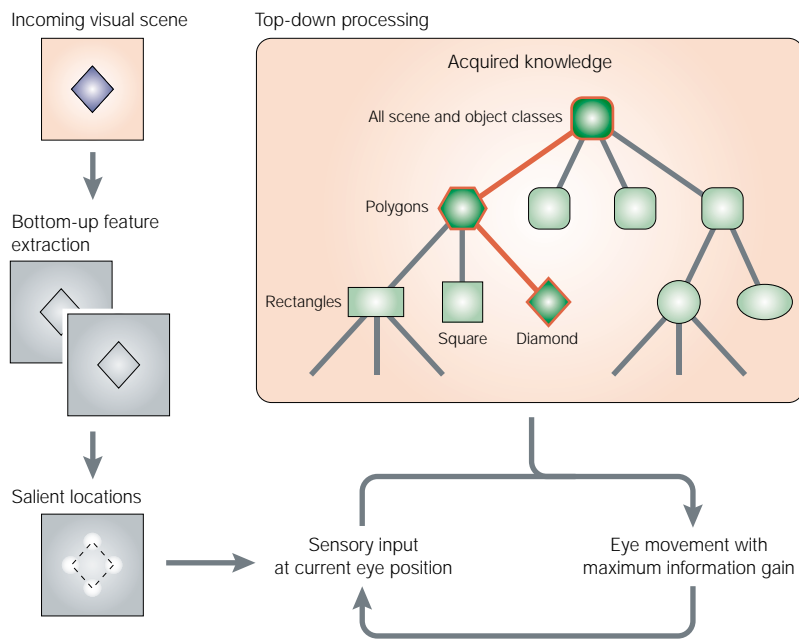 Incoming visual scene
Bottom-up feature
extraction
Salient locations
Top-down processing
Acquired knowledge
All scene and object classes
Polygons
Rectangles
Square
Diamond
Sensory input
at current eye position
Eye movement with
maximum information gain